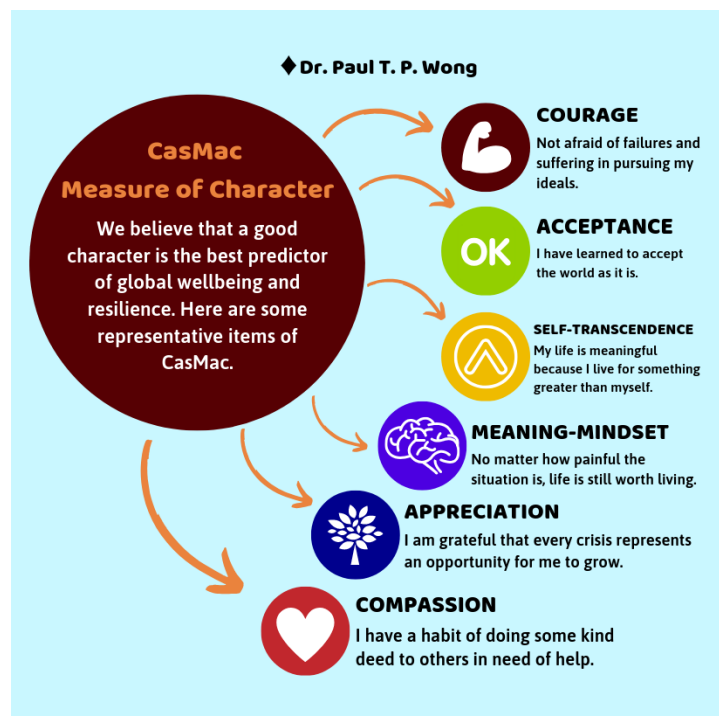 ♦ Dr. Paul T. P. Wong
CasMac
Measure of Character
We believe that a good
character is the best predictor
of global wellbeing and
resilience. Here are some
representative items of
CasMac.
COURAGE
Not afraid of failures and
suffering in pursuing my
ideals.
OK
ACCEPTANCE
I have learned to accept
the world as it is.
SELF-TRANSCENDENCE
My life is meaningful
because I live for something
greater than myself.
MEANING-MINDSET
No matter how painful the
situation is, life is still worth living.
APPRECIATION
I am grateful that every crisis represents
an opportunity for me to grow.
COMPASSION
I have a habit of doing some kind
deed to others in need of help.